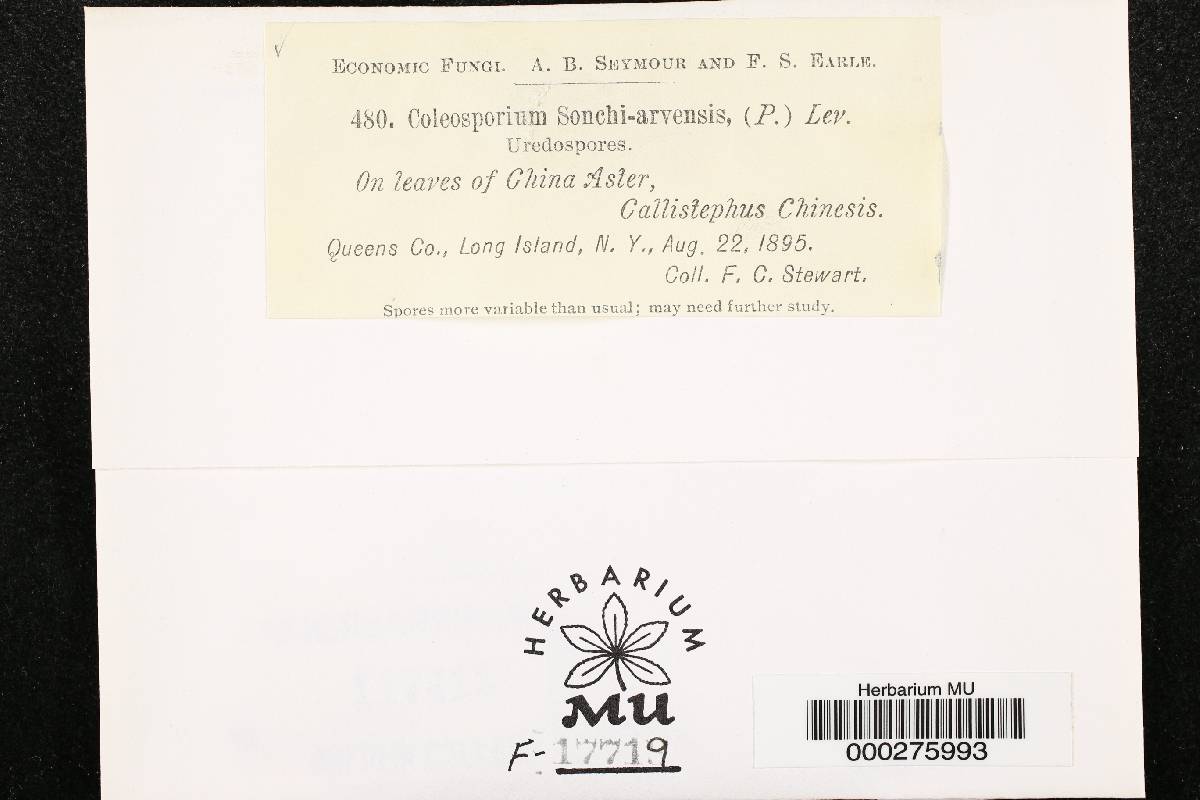 ECONOMIC FUNGI. A. B. SEYMOUR AND F. S. EARLE.
480. Coleosporium Sonchi-arvensis, (P.) Lev.
Uredospores.
On leaves of China Aster,
Callistephus Chinesis.
Queens Co., Long Island, N. Y., Aug. 22, 1895.
Coll. F. C. Stewart.
Spores more variable than usual; may need further study.
HERBARIUM
MU
F-17719
Herbarium MU
000275993